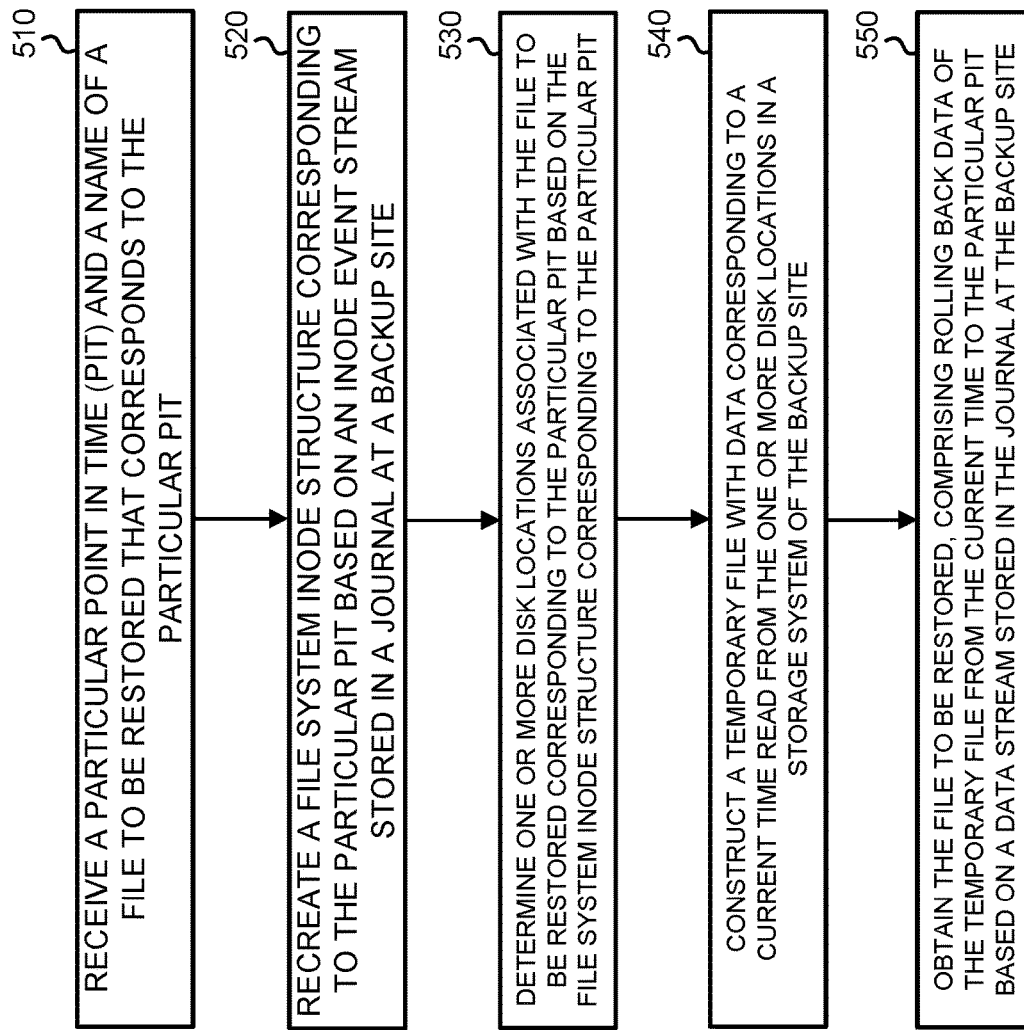 510
RECEIVE A PARTICULAR POINT IN TIME (PIT) AND A NAME OF A
FILE TO BE RESTORED THAT CORRESPONDS TO THE
PARTICULAR PIT
520
RECREATE A FILE SYSTEM INODE STRUCTURE CORRESPONDING
TO THE PARTICULAR PIT BASED ON AN INODE EVENT STREAM
STORED IN A JOURNAL AT A BACKUP SITE
530
DETERMINE ONE OR MORE DISK LOCATIONS ASSOCIATED WITH THE FILE TO
BE RESTORED CORRESPONDING TO THE PARTICULAR PIT BASED ON THE
FILE SYSTEM INODE STRUCTURE CORRESPONDING TO THE PARTICULAR PIT
540
CONSTRUCT A TEMPORARY FILE WITH DATA CORRESPONDING TO A
CURRENT TIME READ FROM THE ONE OR MORE DISK LOCATIONS IN A
STORAGE SYSTEM OF THE BACKUP SITE
550
OBTAIN THE FILE TO BE RESTORED, COMPRISING ROLLING BACK DATA OF
THE TEMPORARY FILE FROM THE CURRENT TIME TO THE PARTICULAR PIT
BASED ON A DATA STREAM STORED IN THE JOURNAL AT THE BACKUP SITE